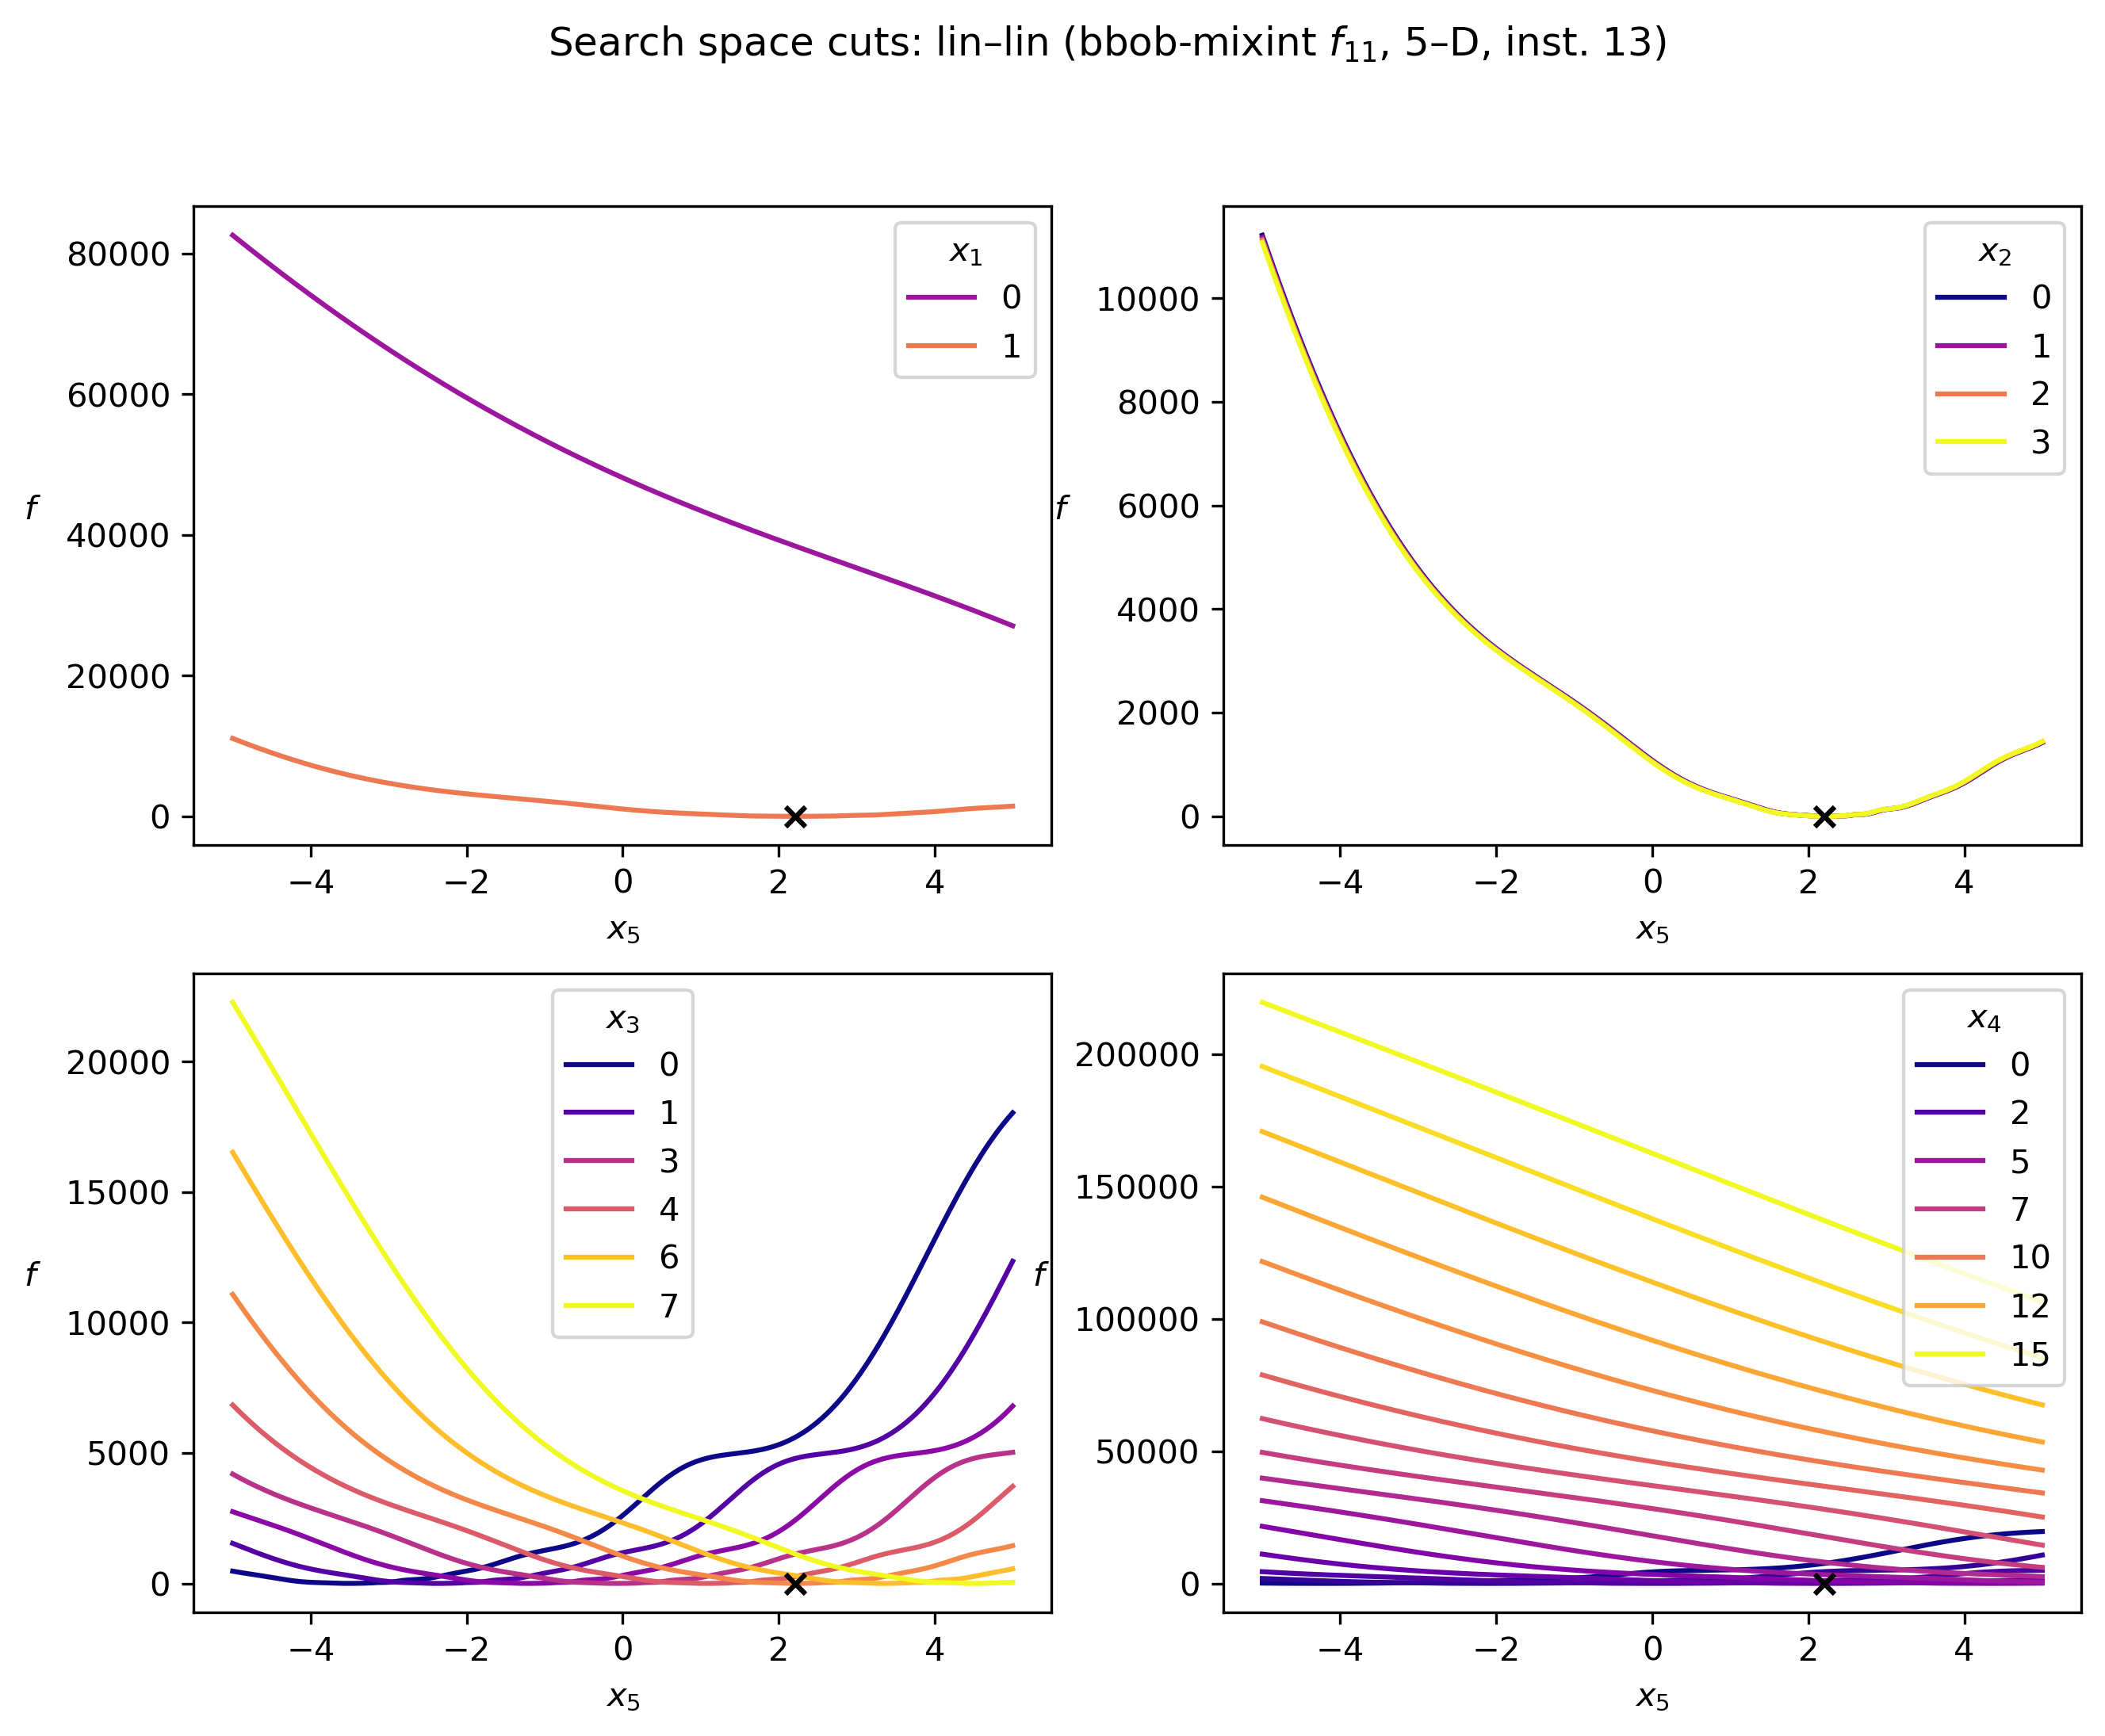 Search space cuts: lin–lin (bbob-mixint f11, 5–D, inst. 13)
80000
60000
40000
20000
0
f
−4 −2 0 2 4
x5
x1
0
1
10000
8000
6000
4000
2000
0
f
−4 −2 0 2 4
x5
x2
0
1
2
3
20000
15000
10000
5000
0
f
−4 −2 0 2 4
x5
x3
0
1
3
4
6
7
200000
150000
100000
50000
0
f
−4 −2 0 2 4
x5
x4
0
2
5
7
10
12
15